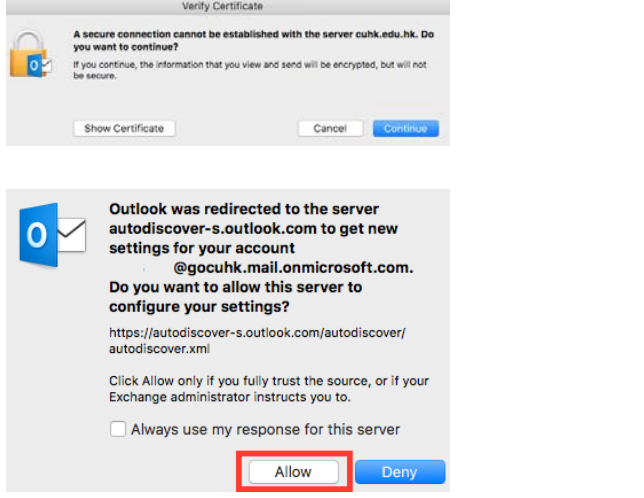 Verify Certificate
A secure connection cannot be established with the server cuhk.edu.hk. Do
you want to continue?
If you continue, the information that you view and send will be encrypted, but will not
be secure.
Show Certificate
Cancel
Continue
Outlook was redirected to the server
autodiscover-s.outlook.com to get new
settings for your account
@gocuhk.mail.onmicrosoft.com.
Do you want to allow this server to
configure your settings?
https://autodiscover-s.outlook.com/autodiscover/
autodiscover.xml
Click Allow only if you fully trust the source, or if your
Exchange administrator instructs you to.
Always use my response for this server
Allow
Deny